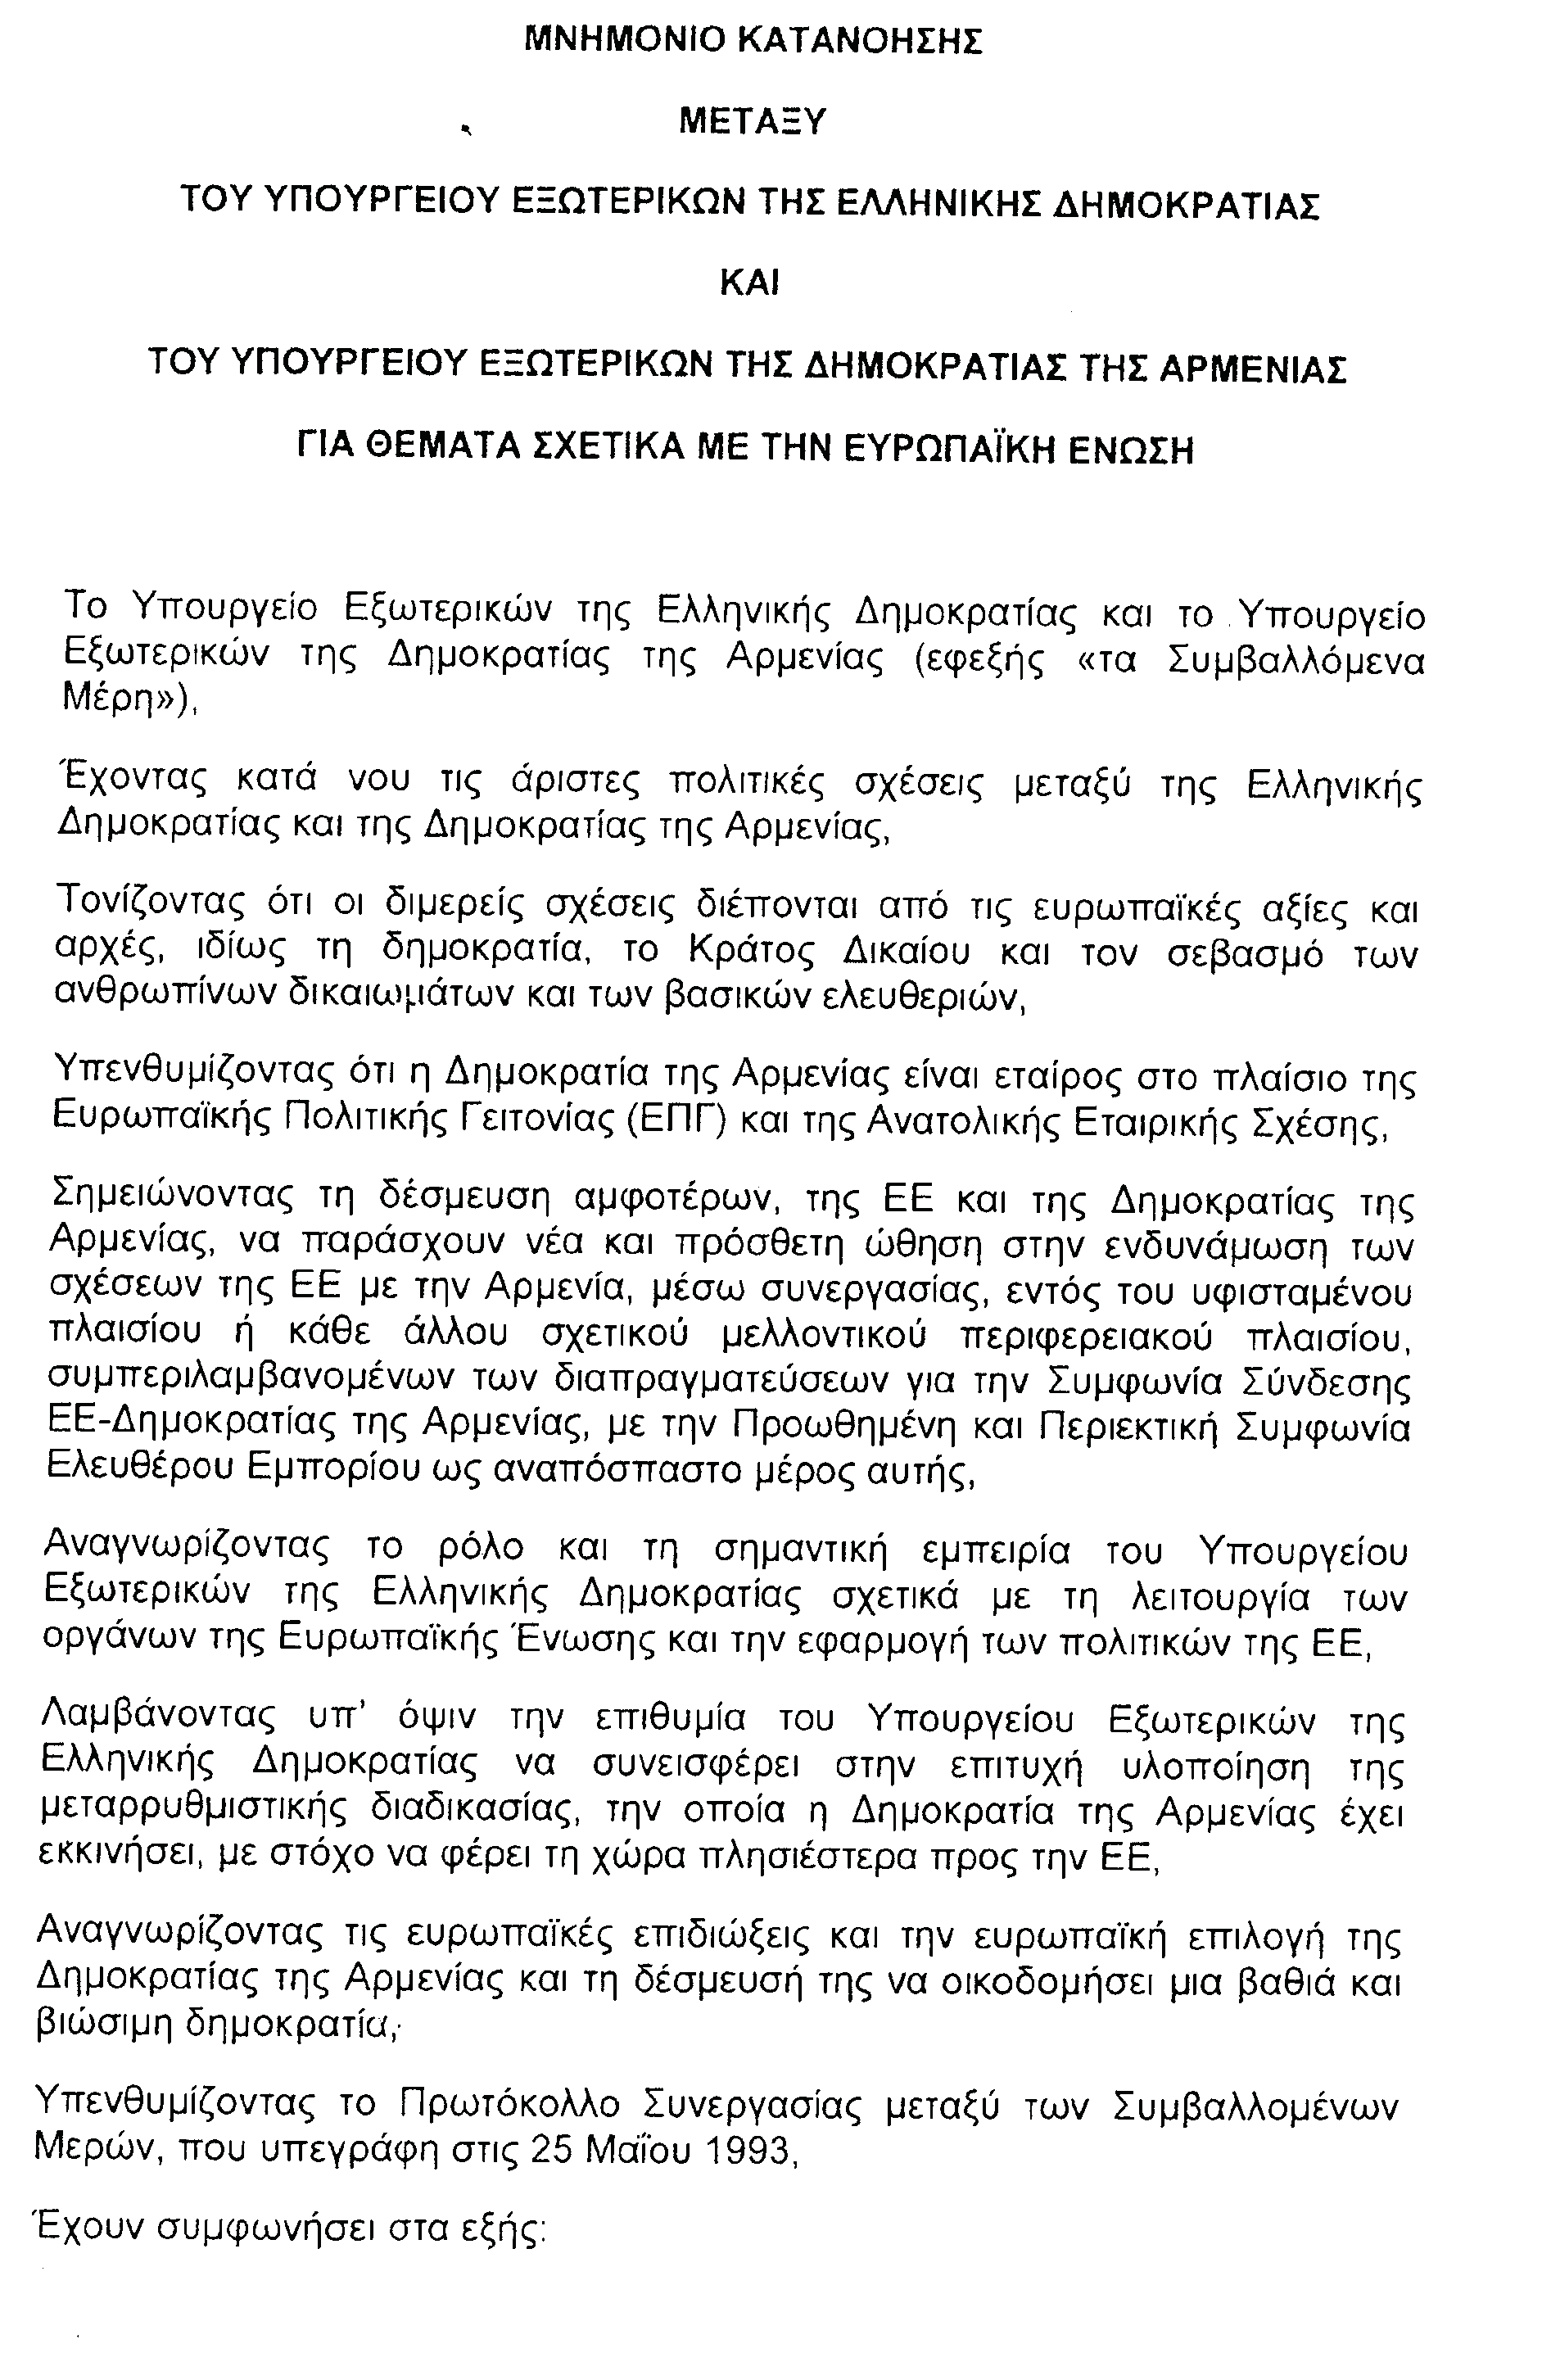 ΜΝΗΜΟΝΙΟ ΚΑΤΑΝΟΗΣΗΣ
ΜΕΤΑΞΥ
ΤΟΥ ΥΠΟΥΡΓΕΙΟΥ ΕΞΩΤΕΡΙΚΩΝ ΤΗΣ ΕΛΛΗΝΙΚΗΣ ΔΗΜΟΚΡΑΤΙΑΣ
ΚΑΙ
ΤΟΥ ΥΠΟΥΡΓΕΙΟΥ ΕΞΩΤΕΡΙΚΩΝ ΤΗΣ ΔΗΜΟΚΡΑΤΙΑΣ ΤΗΣ ΑΡΜΕΝΙΑΣ
ΓΙΑ ΘΕΜΑΤΑ ΣΧΕΤΙΚΑ ΜΕ ΤΗΝ ΕΥΡΩΠΑΪΚΗ ΕΝΩΣΗ
Το Υπουργείο Εξωτερικών της Ελληνικής Δημοκρατίας και το Υπουργείο
Εξωτερικών της Δημοκρατίας της Αρμενίας (εφεξής «τα Συμβαλλόμενα
Μέρη»),
Έχοντας κατά νου τις άριστες πολιτικές σχέσεις μεταξύ της Ελληνικής
Δημοκρατίας και της Δημοκρατίας της Αρμενίας,
Τονίζοντας ότι οι διμερείς σχέσεις διέπονται από τις ευρωπαϊκές αξίες και
αρχές, ιδίως τη δημοκρατία, το Κράτος Δικαίου και τον σεβασμό των
ανθρωπίνων δικαιωμάτων και των βασικών ελευθεριών,
Υπενθυμίζοντας ότι η Δημοκρατία της Αρμενίας είναι εταίρος στο πλαίσιο της
Ευρωπαϊκής Πολιτικής Γειτονίας (ΕΠΓ) και της Ανατολικής Εταιρικής Σχέσης,
Σημειώνοντας τη δέσμευση αμφοτέρων, της ΕΕ και της Δημοκρατίας της
Αρμενίας, να παράσχουν νέα και πρόσθετη ώθηση στην ενδυνάμωση των
σχέσεων της ΕΕ με την Αρμενία, μέσω συνεργασίας, εντός του υφισταμένου
πλαισίου ή κάθε άλλου σχετικού μελλοντικού περιφερειακού πλαισίου,
συμπεριλαμβανομένων των διαπραγματεύσεων για την Συμφωνία Σύνδεσης
ΕΕ-Δημοκρατίας της Αρμενίας, με την Προωθημένη και Περιεκτική Συμφωνία
Ελευθέρου Εμπορίου ως αναπόσπαστο μέρος αυτής,
Αναγνωρίζοντας το ρόλο και τη σημαντική εμπειρία του Υπουργείου
Εξωτερικών της Ελληνικής Δημοκρατίας σχετικά με τη λειτουργία των
οργάνων της Ευρωπαϊκής Ένωσης και την εφαρμογή των πολιτικών της ΕΕ,
Λαμβάνοντας υπ' όψιν την επιθυμία του Υπουργείου Εξωτερικών της
Ελληνικής Δημοκρατίας να συνεισφέρει στην επιτυχή υλοποίηση της
μεταρρυθμιστικής διαδικασίας, την οποία η Δημοκρατία της Αρμενίας έχει
εκκινήσει, με στόχο να φέρει τη χώρα πλησιέστερα προς την ΕΕ,
Αναγνωρίζοντας τις ευρωπαϊκές επιδιώξεις και την ευρωπαϊκή επιλογή της
Δημοκρατίας της Αρμενίας και τη δέσμευσή της να οικοδομήσει μια βαθιά και
βιώσιμη δημοκρατία,
Υπενθυμίζοντας το Πρωτόκολλο Συνεργασίας μεταξύ των Συμβαλλομένων
Μερών, που υπεγράφη στις 25 Μαΐου 1993,
Έχουν συμφωνήσει στα εξής: